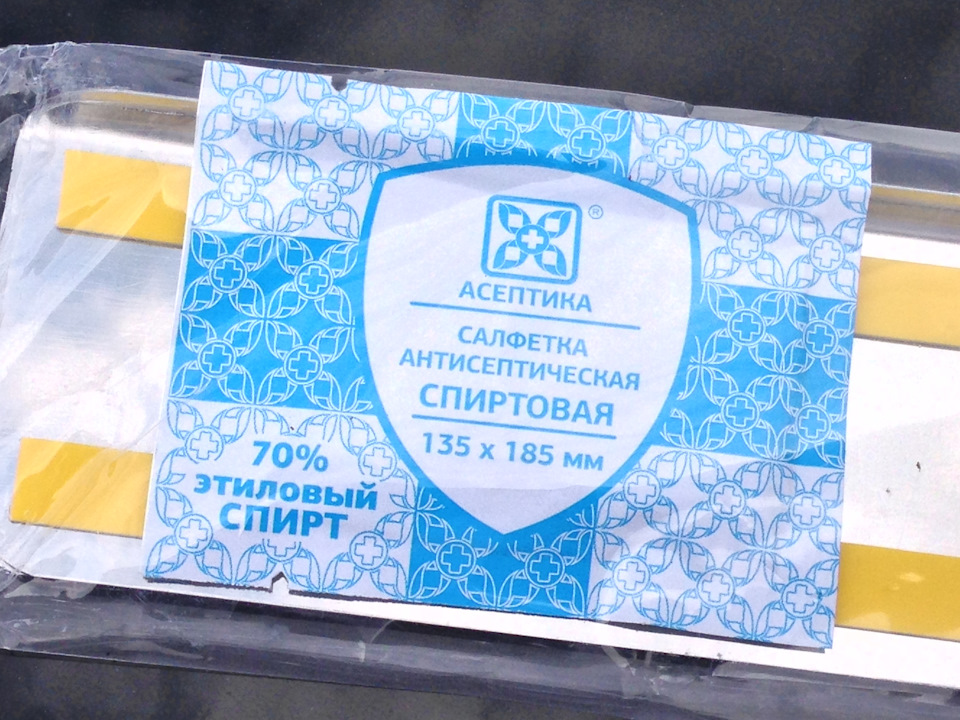 ®
АСЕПТИКА
САЛФЕТКА
АНТИСЕПТИЧЕСКАЯ
СПИРТОВАЯ
135 х 185 мм
70%
этиловый
СПИРТ